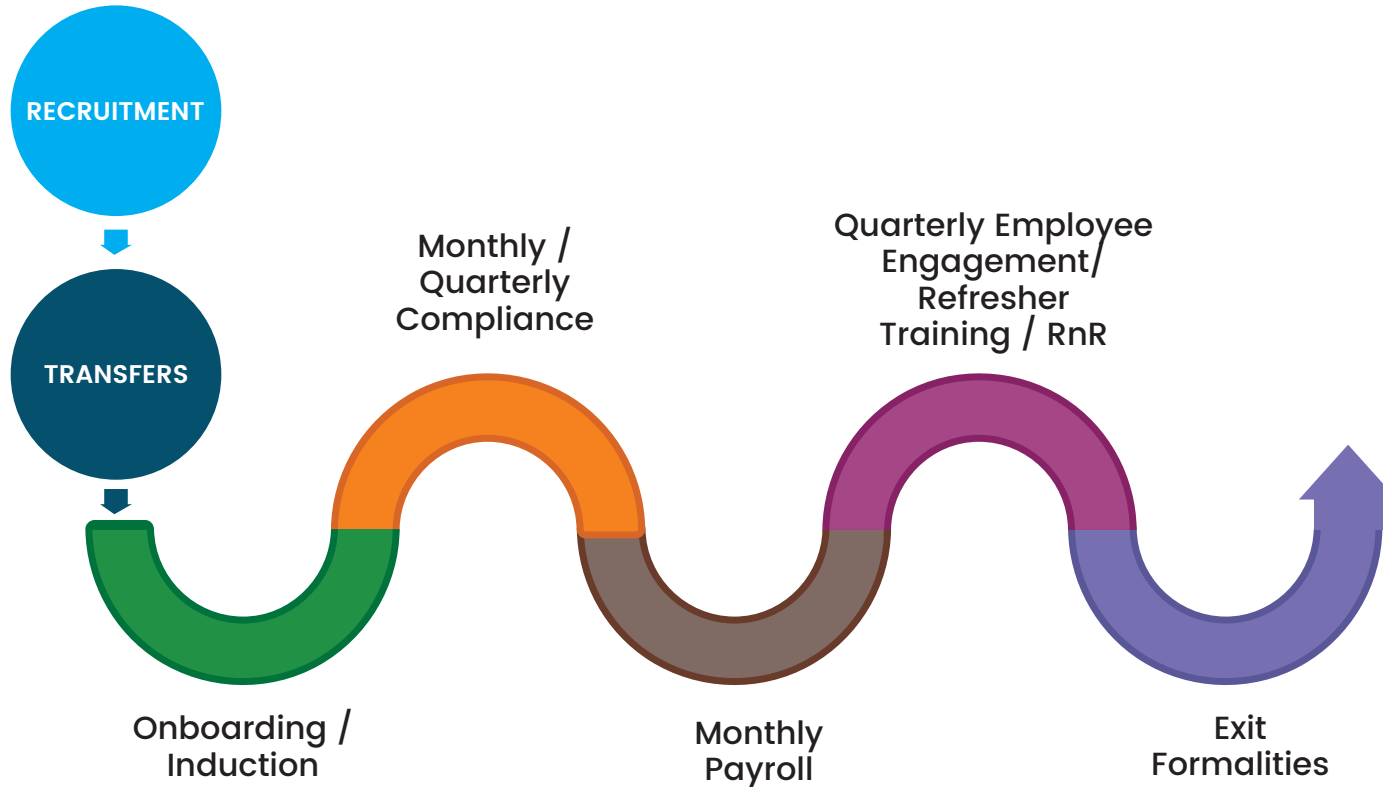 RECRUITMENT
TRANSFERS
Monthly /
Quarterly
Compliance
Quarterly Employee
Engagement/
Refresher
Training / RnR
Onboarding /
Induction
Monthly
Payroll
Exit
Formalities